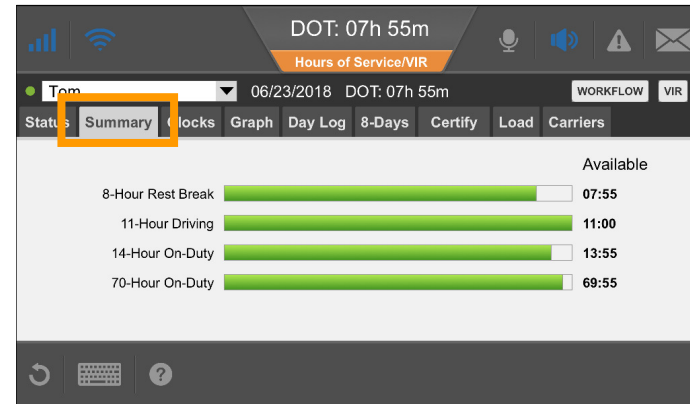 DOT: 07h 55m
Hours of Service/VIR
Tom 06/23/2018 DOT: 07h 55m WORKFLOW VIR
Status Summary Clocks Graph Day Log 8-Days Certify Load Carriers
Available
8-Hour Rest Break 07:55
11-Hour Driving 11:00
14-Hour On-Duty 13:55
70-Hour On-Duty 69:55
?